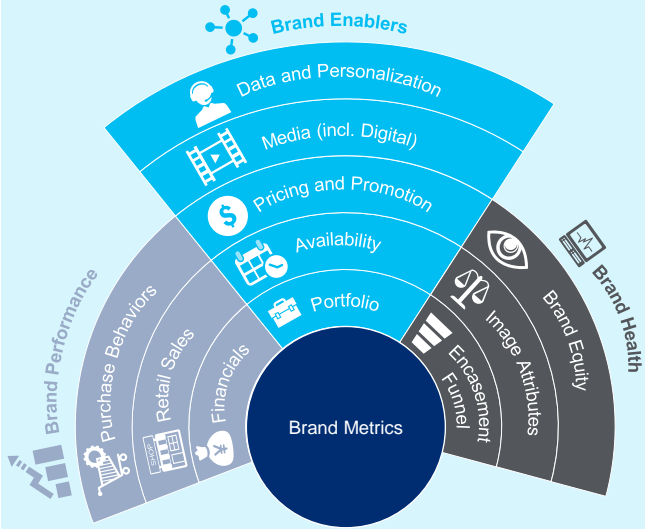 Brand Enablers
Data and Personalization
Media (incl. Digital)
Pricing and Promotion
Availability
Portfolio
Brand Performance
Purchase Behaviors
Retail Sales
Financials
SHOP
$
Brand Health
Brand Equity
Image Attributes
Encasement
Funnel
Brand Metrics